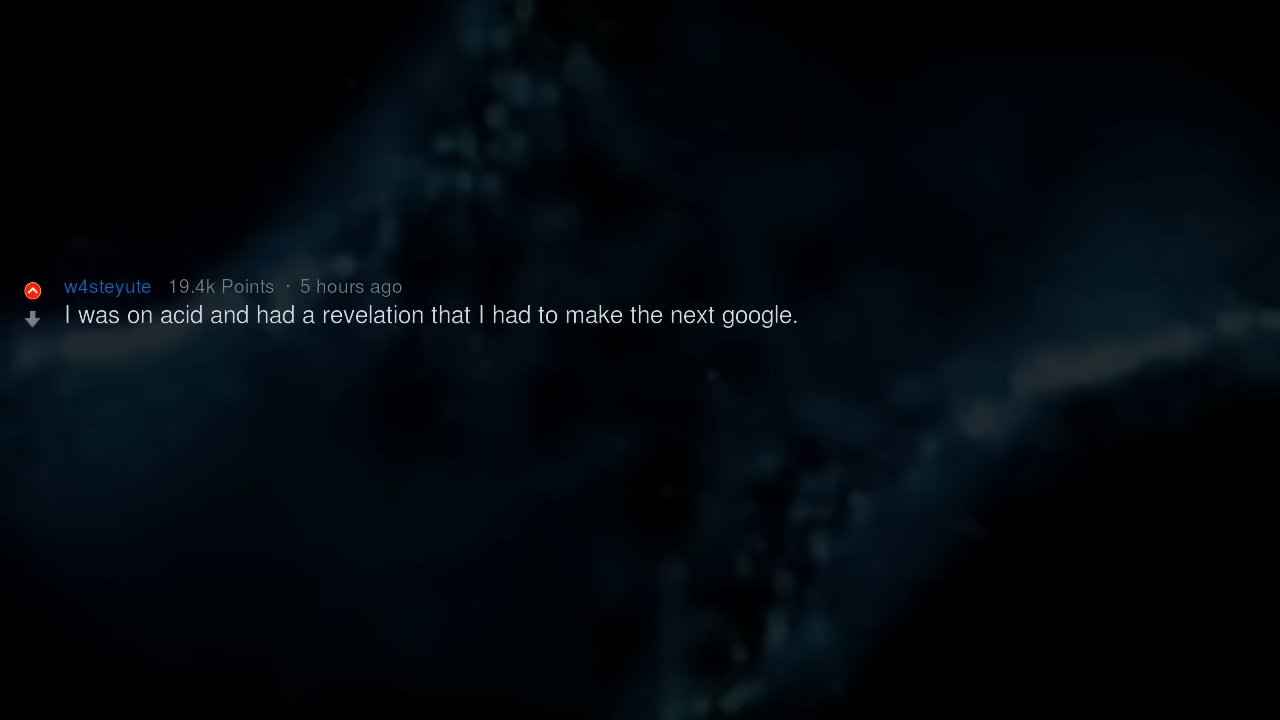 w4steyute 19.4k Points · 5 hours ago
I was on acid and had a revelation that I had to make the next google.